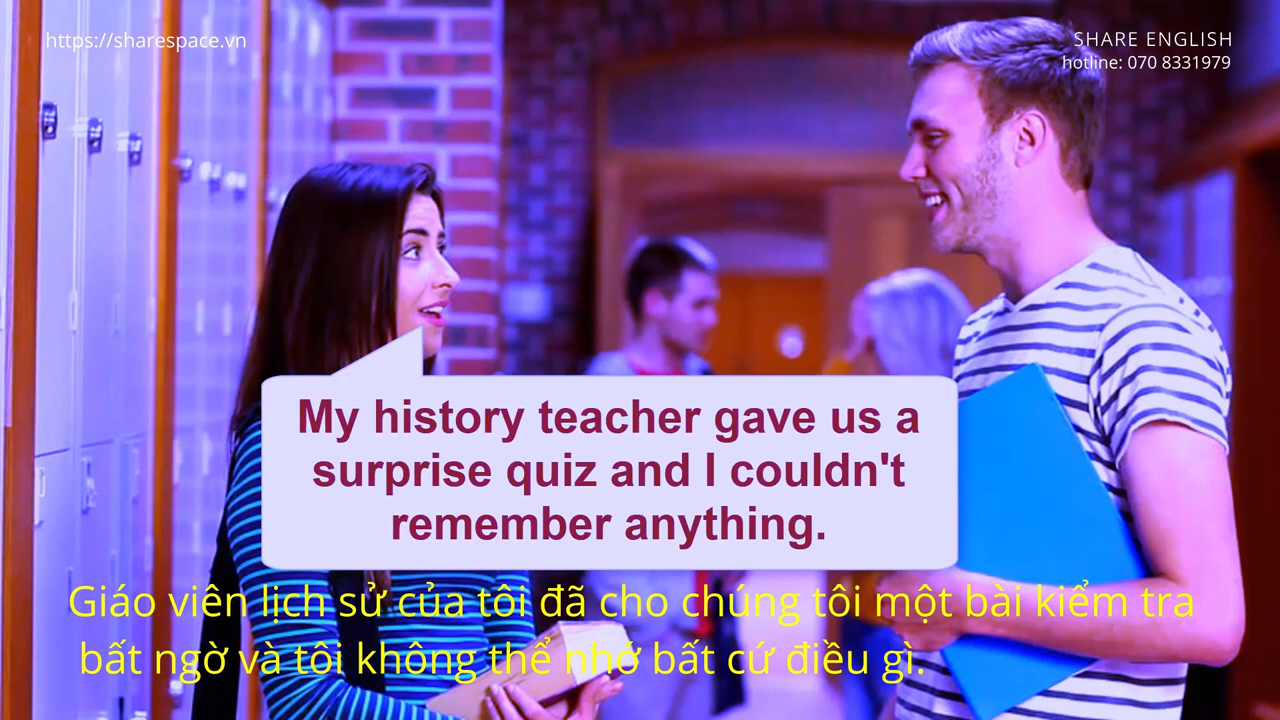 https://sharespace.vn
SHARE ENGLISH
hotline: 070 8331979
My history teacher gave us a
surprise quiz and I couldn't
remember anything.
Giáo viên lịch sử của tôi đã cho chúng tôi một bài kiểm tra
bất ngờ và tôi không thể nhớ bất cứ điều gì.